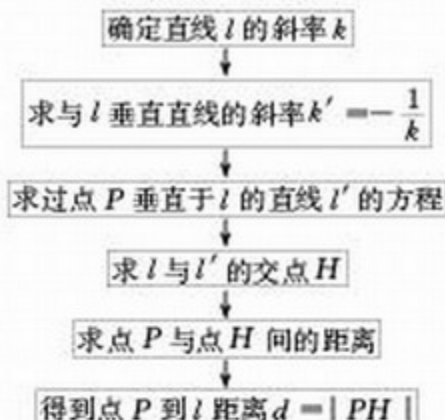 确定直线 l 的斜率 k
求与 l 垂直直线的斜率k′ =−1/k
求过点 P 垂直于 l 的直线 l′ 的方程
求 l 与 l′ 的交点 H
求点 P 与点 H 间的距离
得到点 P 到 l 距离 d =|PH|